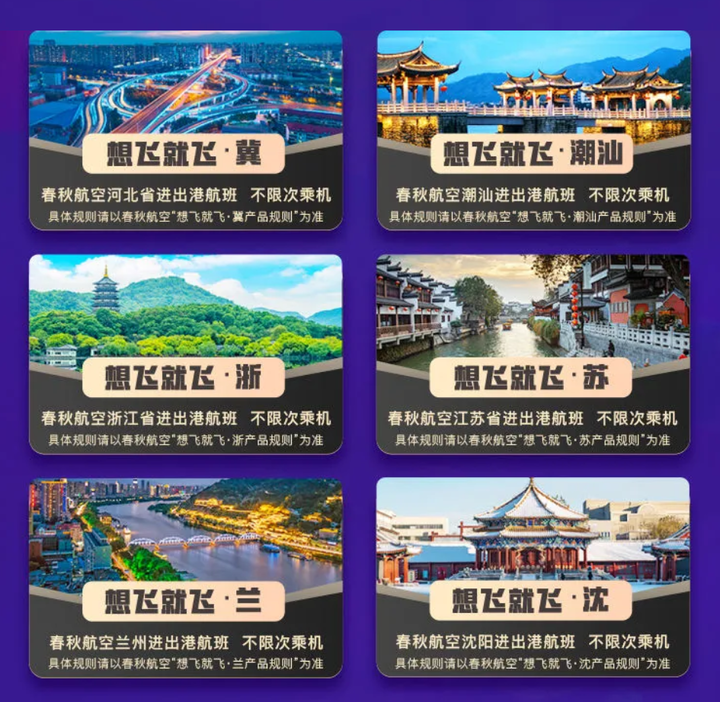 想飞就飞·冀
春秋航空河北省进出港航班 不限次乘机
具体规则请以春秋航空“想飞就飞·冀产品规则”为准
想飞就飞·潮汕
春秋航空潮汕进出港航班 不限次乘机
具体规则请以春秋航空“想飞就飞·潮汕产品规则”为准
想飞就飞·浙
春秋航空浙江省进出港航班 不限次乘机
具体规则请以春秋航空“想飞就飞·浙产品规则”为准
想飞就飞·苏
春秋航空江苏省进出港航班 不限次乘机
具体规则请以春秋航空“想飞就飞·苏产品规则”为准
想飞就飞·兰
春秋航空兰州进出港航班 不限次乘机
具体规则请以春秋航空“想飞就飞·兰产品规则”为准
想飞就飞·沈
春秋航空沈阳进出港航班 不限次乘机
具体规则请以春秋航空“想飞就飞·沈产品规则”为准